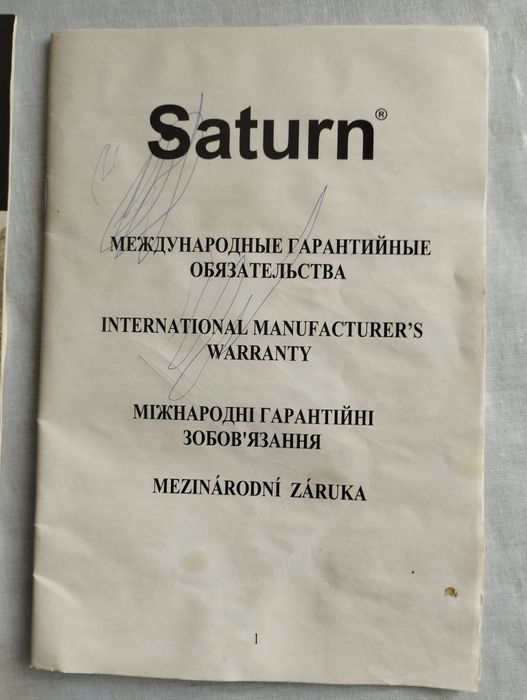 Saturn®
МЕЖДУНАРОДНЫЕ ГАРАНТИЙНЫЕ
ОБЯЗАТЕЛЬСТВА
INTERNATIONAL MANUFACTURER'S
WARRANTY
МІЖНАРОДНІ ГАРАНТІЙНІ
ЗОБОВ'ЯЗАННЯ
MEZINÁRODNÍ ZÁRUKA
1